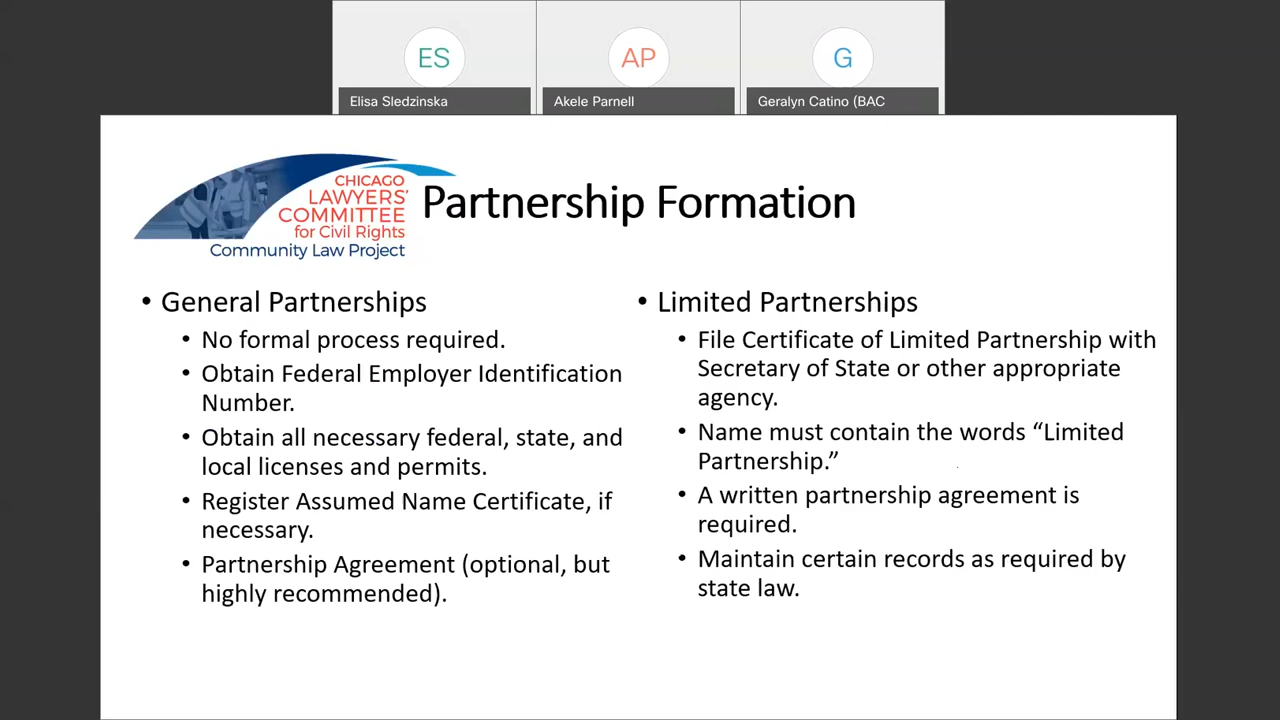 ES
AP
G
Elisa Sledzinska
Akele Parnell
Geralyn Catino (BAC
CHICAGO
LAWYERS'
COMMITTEE
for Civil Rights
Community Law Project
Partnership Formation
• General Partnerships
• No formal process required.
• Obtain Federal Employer Identification
Number.
• Obtain all necessary federal, state, and
local licenses and permits.
• Register Assumed Name Certificate, if
necessary.
• Partnership Agreement (optional, but
highly recommended).
• Limited Partnerships
• File Certificate of Limited Partnership with
Secretary of State or other appropriate
agency.
• Name must contain the words “Limited
Partnership.”
• A written partnership agreement is
required.
• Maintain certain records as required by
state law.